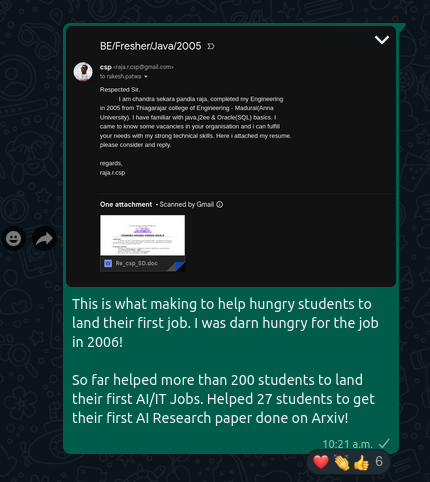 BE/Fresher/Java/2005
csp <raja.r.csp@gmail.com>
to rakesh.patwa
Respected Sir,
I am chandra sekara pandia raja, completed my Engineering
in 2005 from Thiagarajar college of Engineering - Madurai(Anna
University). I have familiar with java,j2ee & Oracle(SQL) basics. I
came to know some vacancies in your organisation and i can fulfill
your needs with my strong technical skills. Here i attached my resume.
please consider and reply.
regards,
raja.r.csp
One attachment • Scanned by Gmail
W Re_csp_SD.doc
This is what making to help hungry students to
land their first job. I was darn hungry for the job
in 2006!
So far helped more than 200 students to land
their first AI/IT Jobs. Helped 27 students to get
their first AI Research paper done on Arxiv!
10:21 a.m.
6